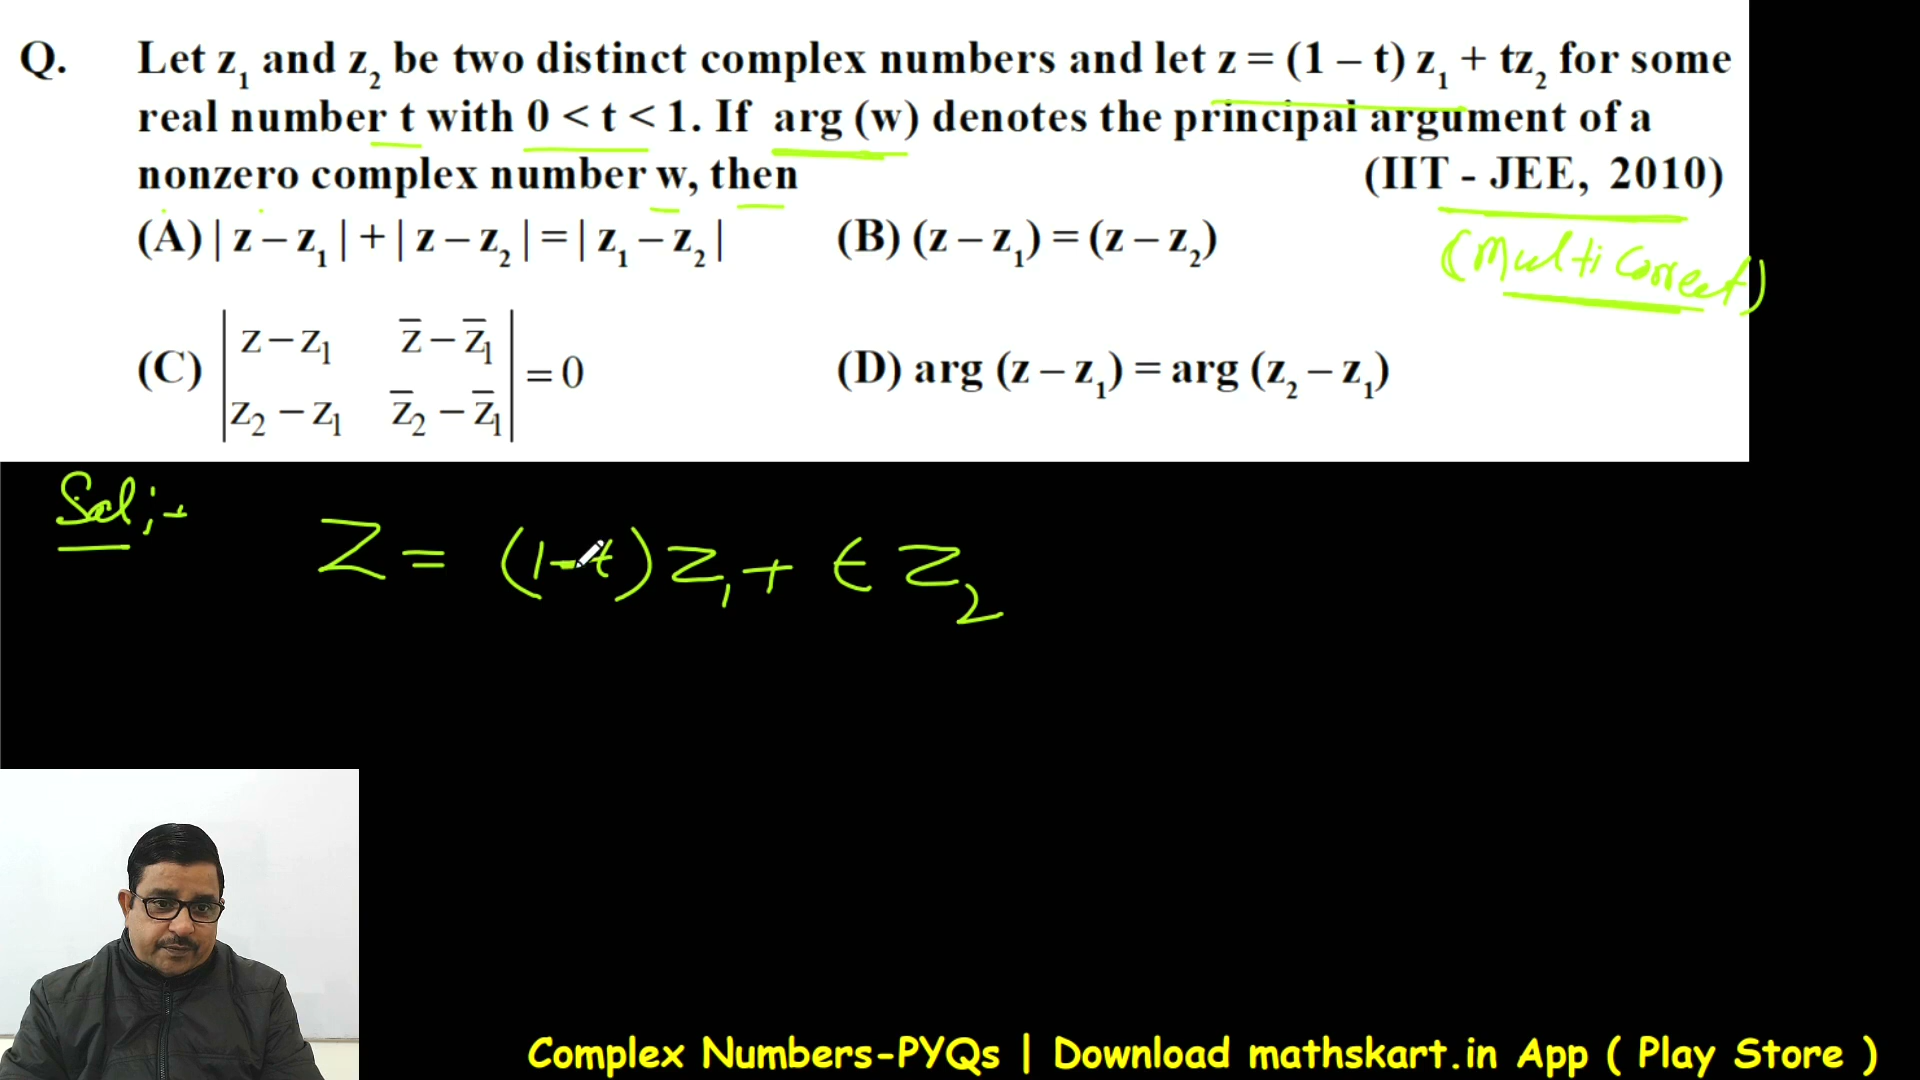 Q. Let z₁ and z₂ be two distinct complex numbers and let z = (1 – t) z₁ + tz₂ for some
real number t with 0 < t < 1. If arg (w) denotes the principal argument of a
nonzero complex number w, then (IIT - JEE, 2010)
(A) | z – z₁ | + | z – z₂ | = | z₁ – z₂ | (B) (z – z₁) = (z – z₂)
(Multi Correct)
(C) | z – z₁ z̅ – z̅₁ |
| z₂ – z₁ z̅₂ – z̅₁ | = 0 (D) arg (z – z₁) = arg (z₂ – z₁)
Sol :-
Z = (1-t) Z₁ + t Z₂
Complex Numbers-PYQs | Download mathskart.in App ( Play Store )